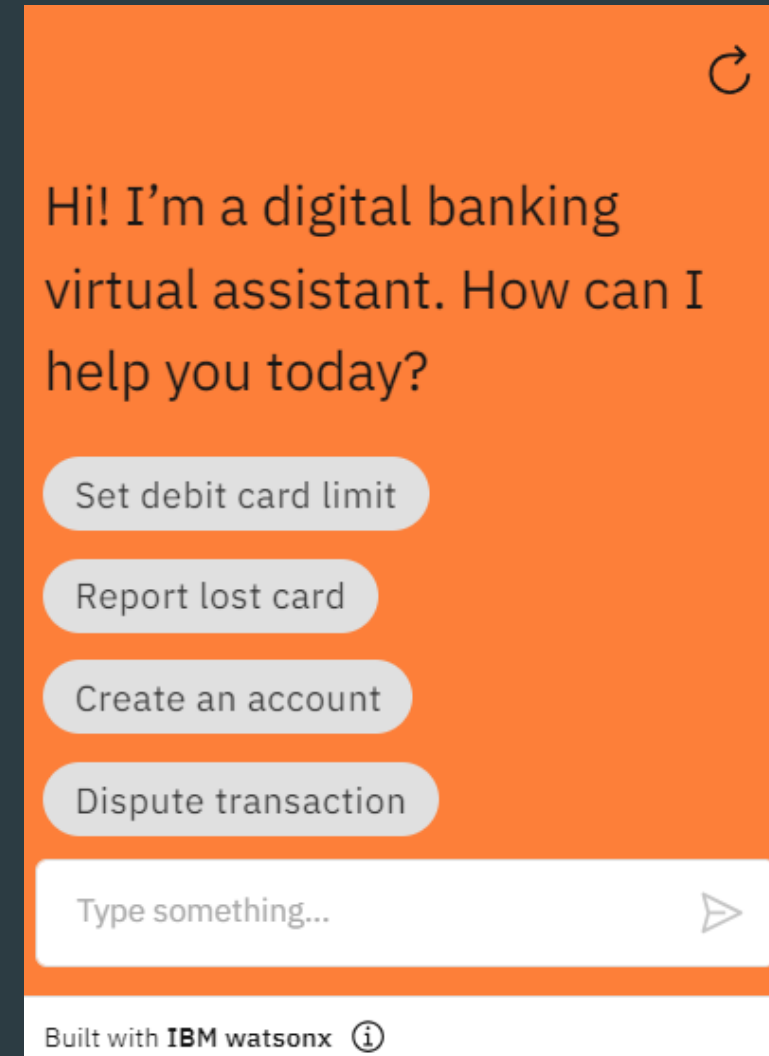 Hi! I’m a digital banking
virtual assistant. How can I
help you today?
Set debit card limit
Report lost card
Create an account
Dispute transaction
Type something...
Built with IBM watsonx